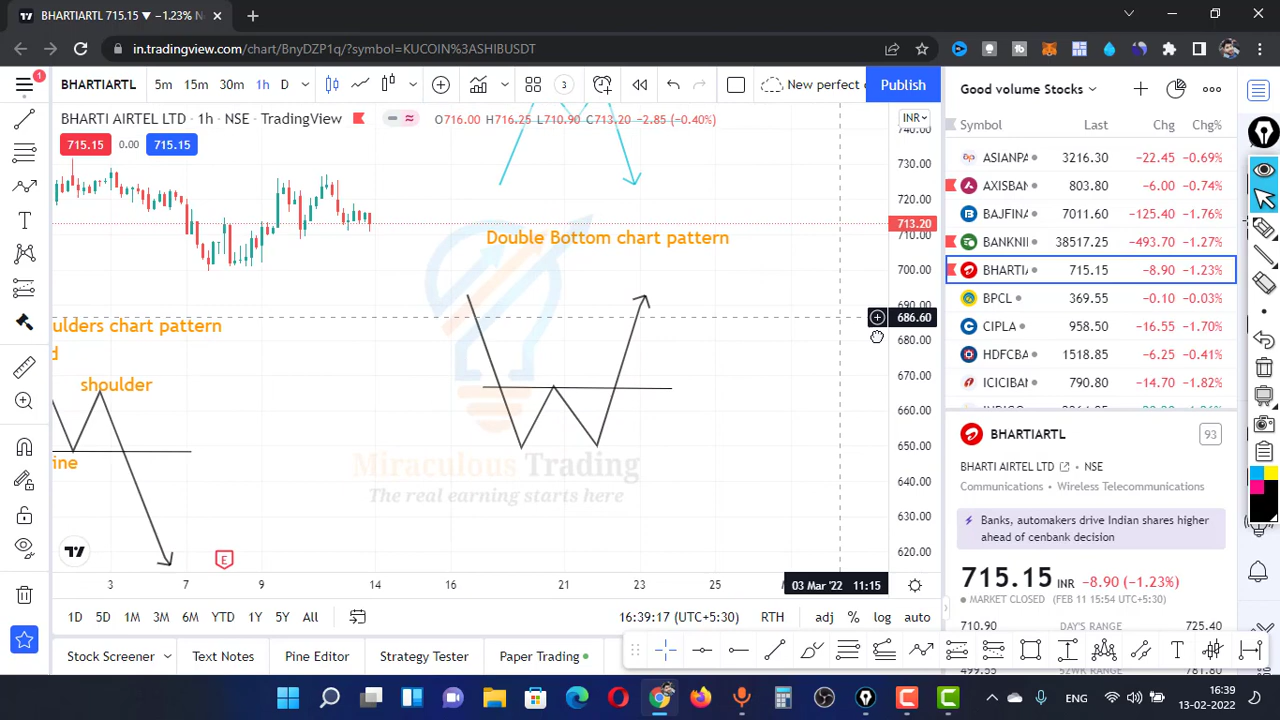 BHARTIARTL 715.15 ▼ −1.23% N
in.tradingview.com/chart/BnyDZP1q/?symbol=KUCOIN%3ASHIBUSDT
1
BHARTIARTL 5m 15m 30m 1h D 3 New perfect Publish
BHARTI AIRTEL LTD · 1h · NSE · TradingView O716.00 H716.25 L710.90 C713.20 −2.85 (−0.40%) INR
715.15 0.00 715.15
740.00
730.00
720.00
713.20
710.00
700.00
690.00
686.60
680.00
670.00
660.00
650.00
640.00
630.00
620.00
Double Bottom chart pattern
ulders chart pattern
d
shoulder
ine
Miraculous Trading
The real earning starts here
E
3 7 9 14 16 21 23 25 03 Mar '22 11:15
1D 5D 1M 3M 6M YTD 1Y 5Y All 16:39:17 (UTC+5:30) RTH adj % log auto
Stock Screener Text Notes Pine Editor Strategy Tester Paper Trading
Good volume Stocks
Symbol Last Chg Chg%
ASIANPA 3216.30 −22.45 −0.69%
AXISBAN 803.80 −6.00 −0.74%
BAJFINA 7011.60 −125.40 −1.76%
BANKNII 38517.25 −493.70 −1.27%
BHARTIA 715.15 −8.90 −1.23%
BPCL 369.55 −0.10 −0.03%
CIPLA 958.50 −16.55 −1.70%
HDFCBA 1518.85 −6.25 −0.41%
ICICIBAN 790.80 −14.70 −1.82%
BHARTIARTL 93
BHARTI AIRTEL LTD • NSE
Communications • Wireless Telecommunications
Banks, automakers drive Indian shares higher
ahead of cenbank decision
715.15 INR −8.90 (−1.23%)
MARKET CLOSED (FEB 11 15:54 UTC+5:30)
710.90 DAY'S RANGE 725.40
ENG 16:39
13-02-2022